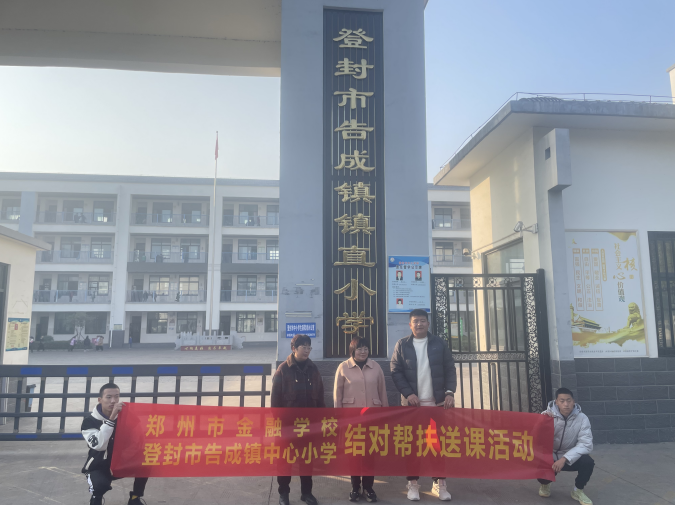 登封市告成镇镇直小学
郑州市金融学校
登封市告成镇中心小学
结对帮扶送课活动